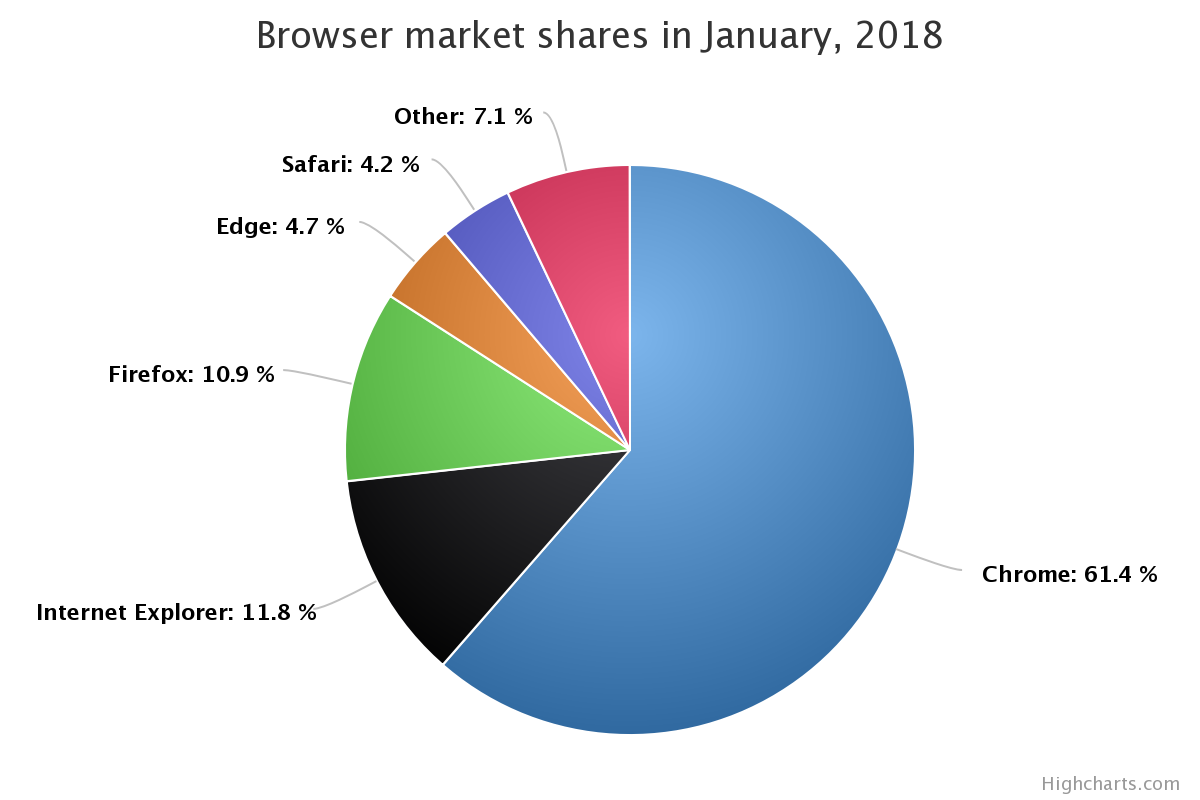 Browser market shares in January, 2018
Other: 7.1 %
Safari: 4.2 %
Edge: 4.7 %
Firefox: 10.9 %
Chrome: 61.4 %
Internet Explorer: 11.8 %
Highcharts.com